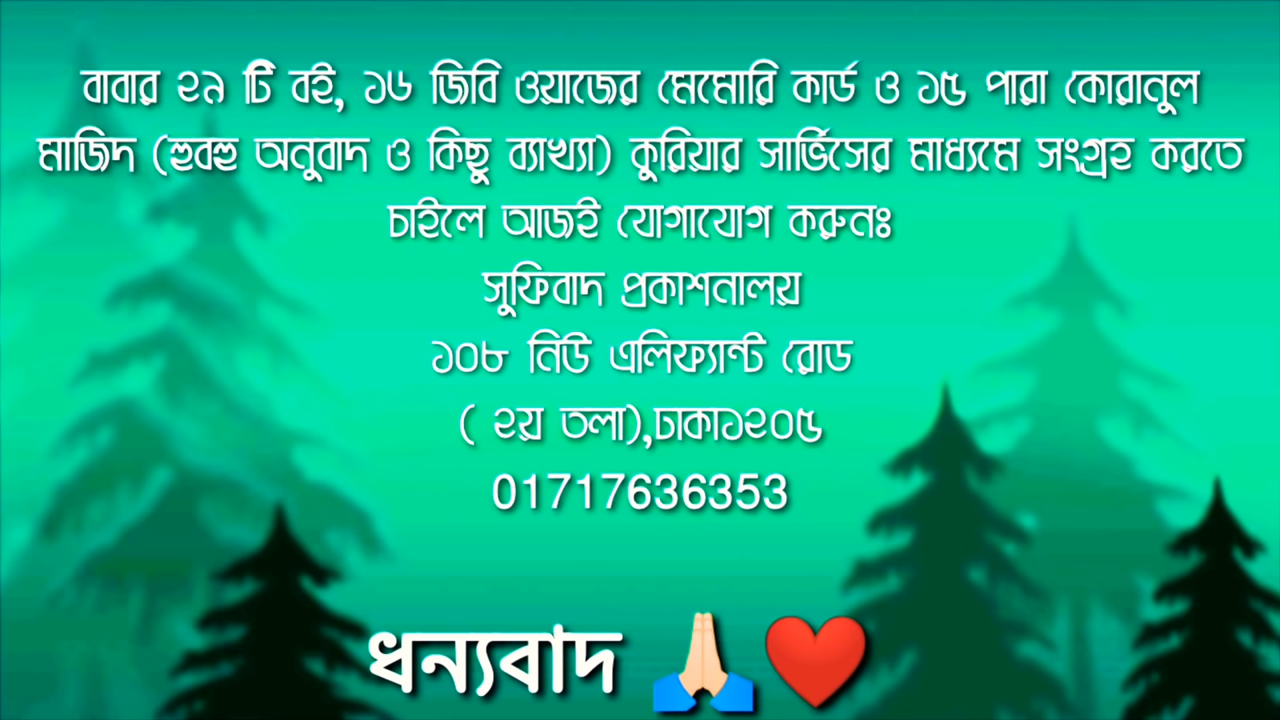 বাবার ২৯ টি বই, ১৬ জিবি ওয়াজের মেমোরি কার্ড ও ১৫ পারা কোরানুল
মাজিদ (হুবহু অনুবাদ ও কিছু ব্যাখ্যা) কুরিয়ার সার্ভিসের মাধ্যমে সংগ্রহ করতে
চাইলে আজই যোগাযোগ করুনঃ
সুফিবাদ প্রকাশনালয়
১০৮ নিউ এলিফ্যান্ট রোড
( ২য় তলা),ঢাকা১২০৫
01717636353
ধন্যবাদ 🙏🏻❤️